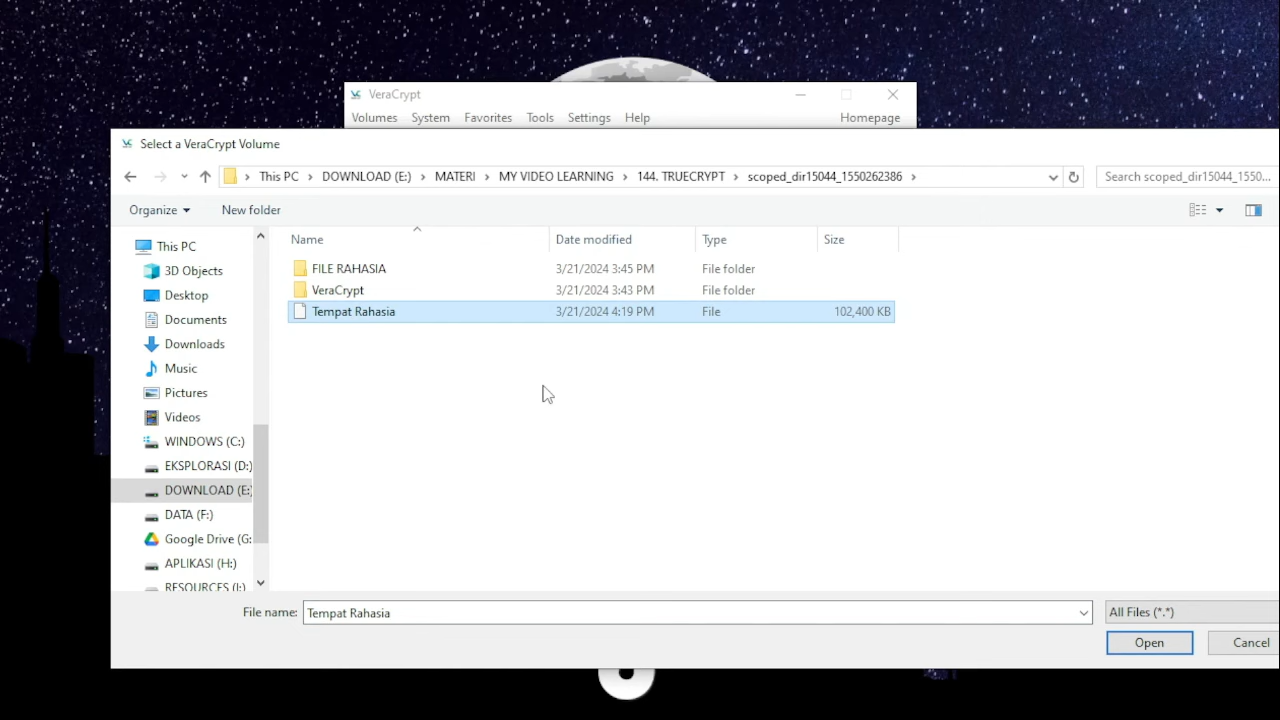 VeraCrypt
Volumes System Favorites Tools Settings Help Homepage
Select a VeraCrypt Volume
This PC DOWNLOAD (E:) MATERI MY VIDEO LEARNING 144. TRUECRYPT scoped_dir15044_1550262386 Search scoped_dir15044_1550...
Organize New folder
Name Date modified Type Size
This PC
3D Objects
Desktop
Documents
Downloads
Music
Pictures
Videos
WINDOWS (C:)
EKSPLORASI (D:)
DOWNLOAD (E:)
DATA (F:)
Google Drive (G:
APLIKASI (H:)
RESOURCES (I:)
FILE RAHASIA 3/21/2024 3:45 PM File folder
VeraCrypt 3/21/2024 3:43 PM File folder
Tempat Rahasia 3/21/2024 4:19 PM File 102,400 KB
File name: Tempat Rahasia All Files (*.*)
Open Cancel